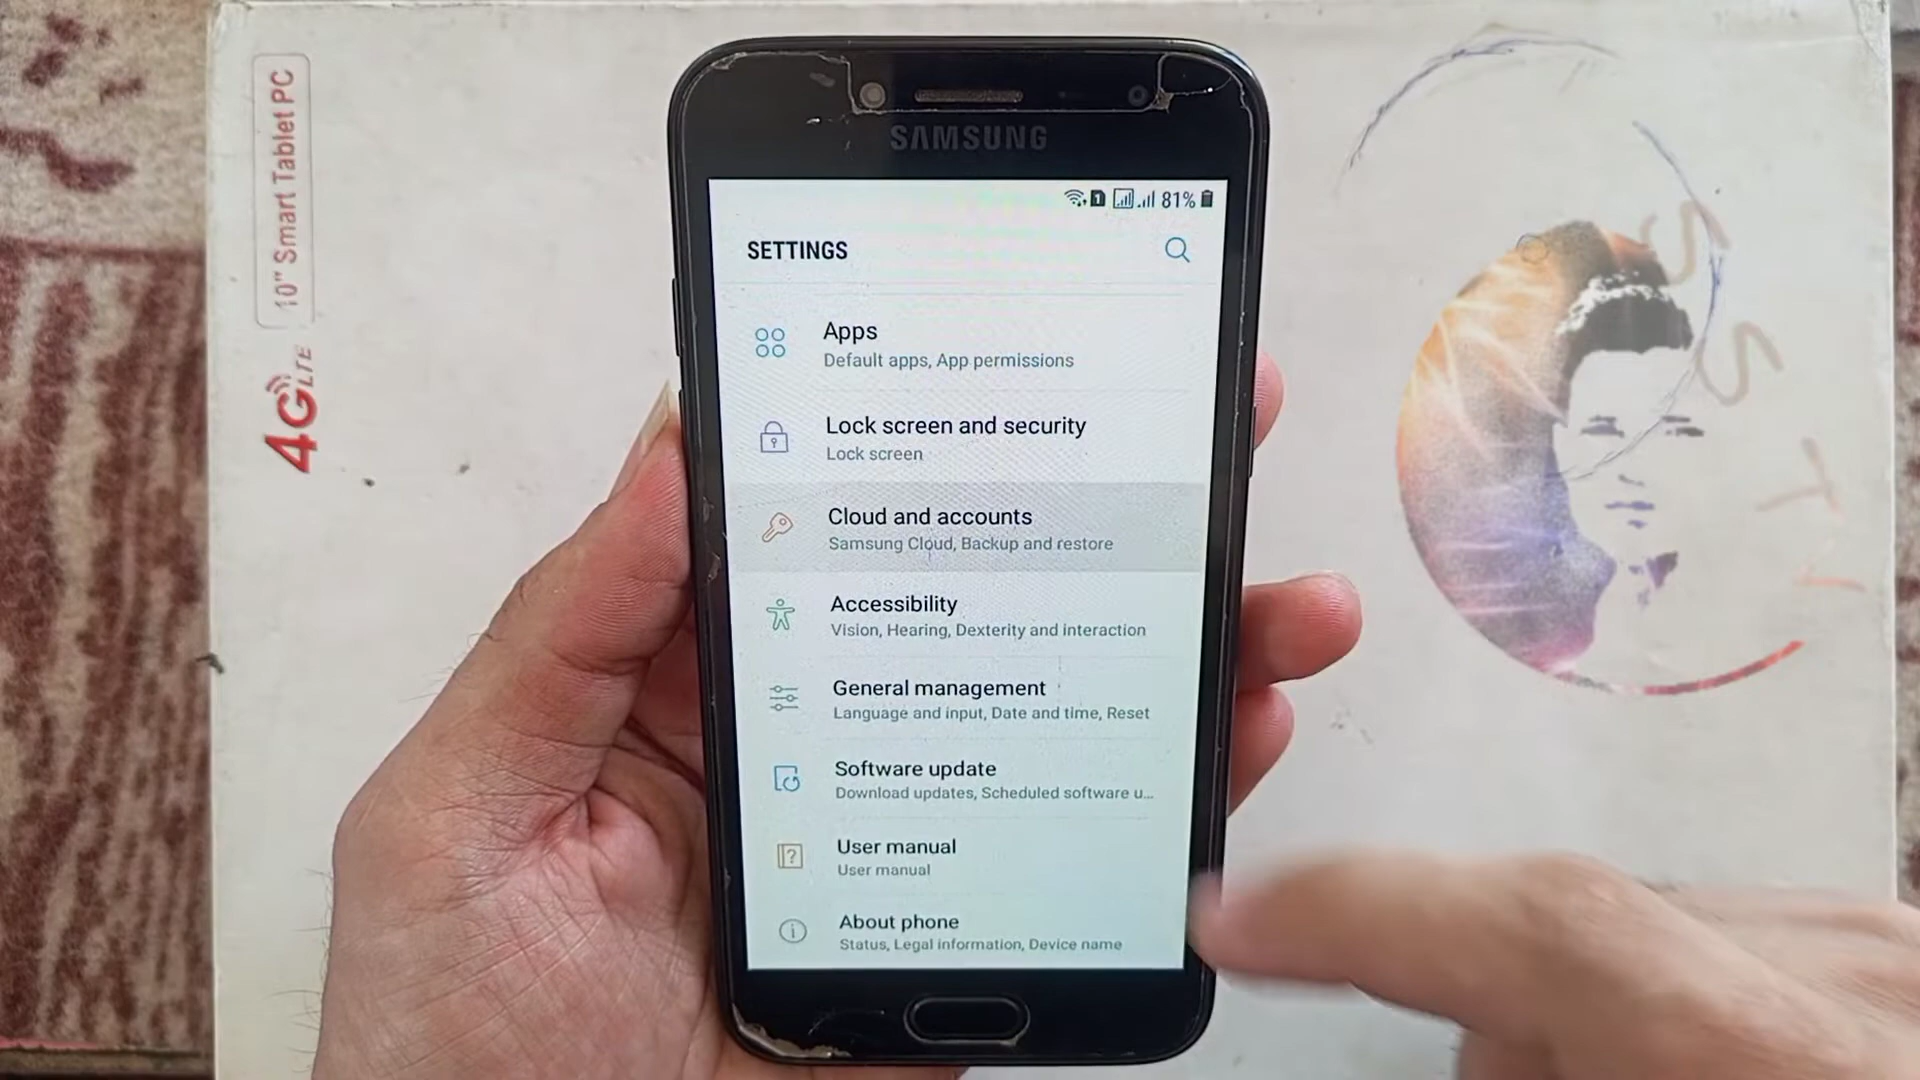 10" Smart Tablet PC
4G LTE
SAMSUNG
1
81%
SETTINGS
Apps
Default apps, App permissions
Lock screen and security
Lock screen
Cloud and accounts
Samsung Cloud, Backup and restore
Accessibility
Vision, Hearing, Dexterity and interaction
General management
Language and input, Date and time, Reset
Software update
Download updates, Scheduled software u...
User manual
User manual
About phone
Status, Legal information, Device name